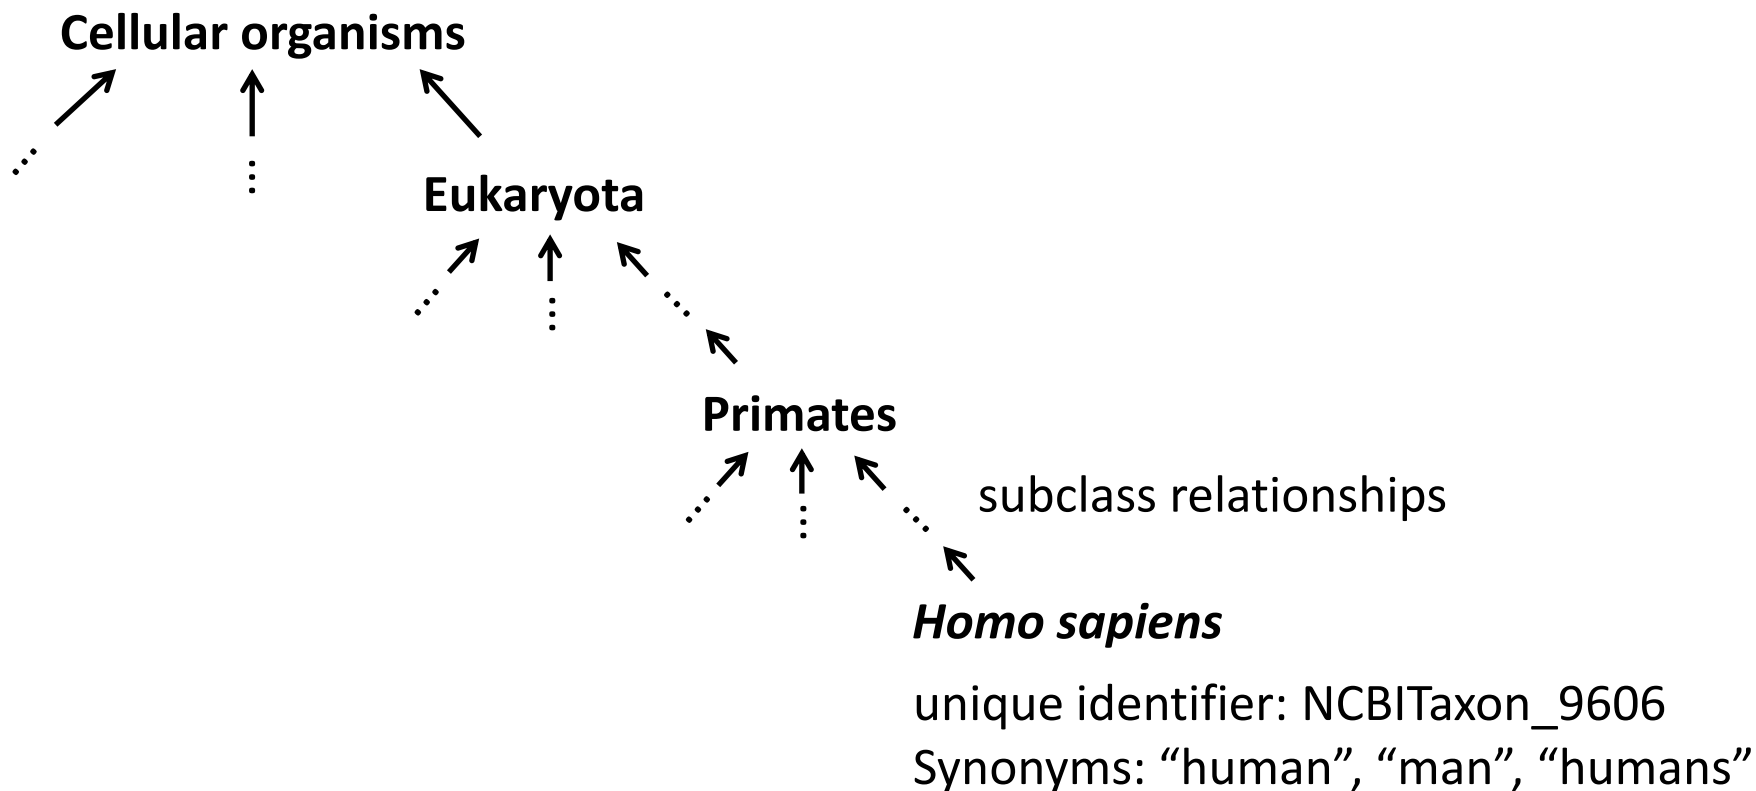 Cellular organisms
Eukaryota
Primates
subclass relationships
Homo sapiens
unique identifier: NCBITaxon_9606
Synonyms: “human”, “man”, “humans”